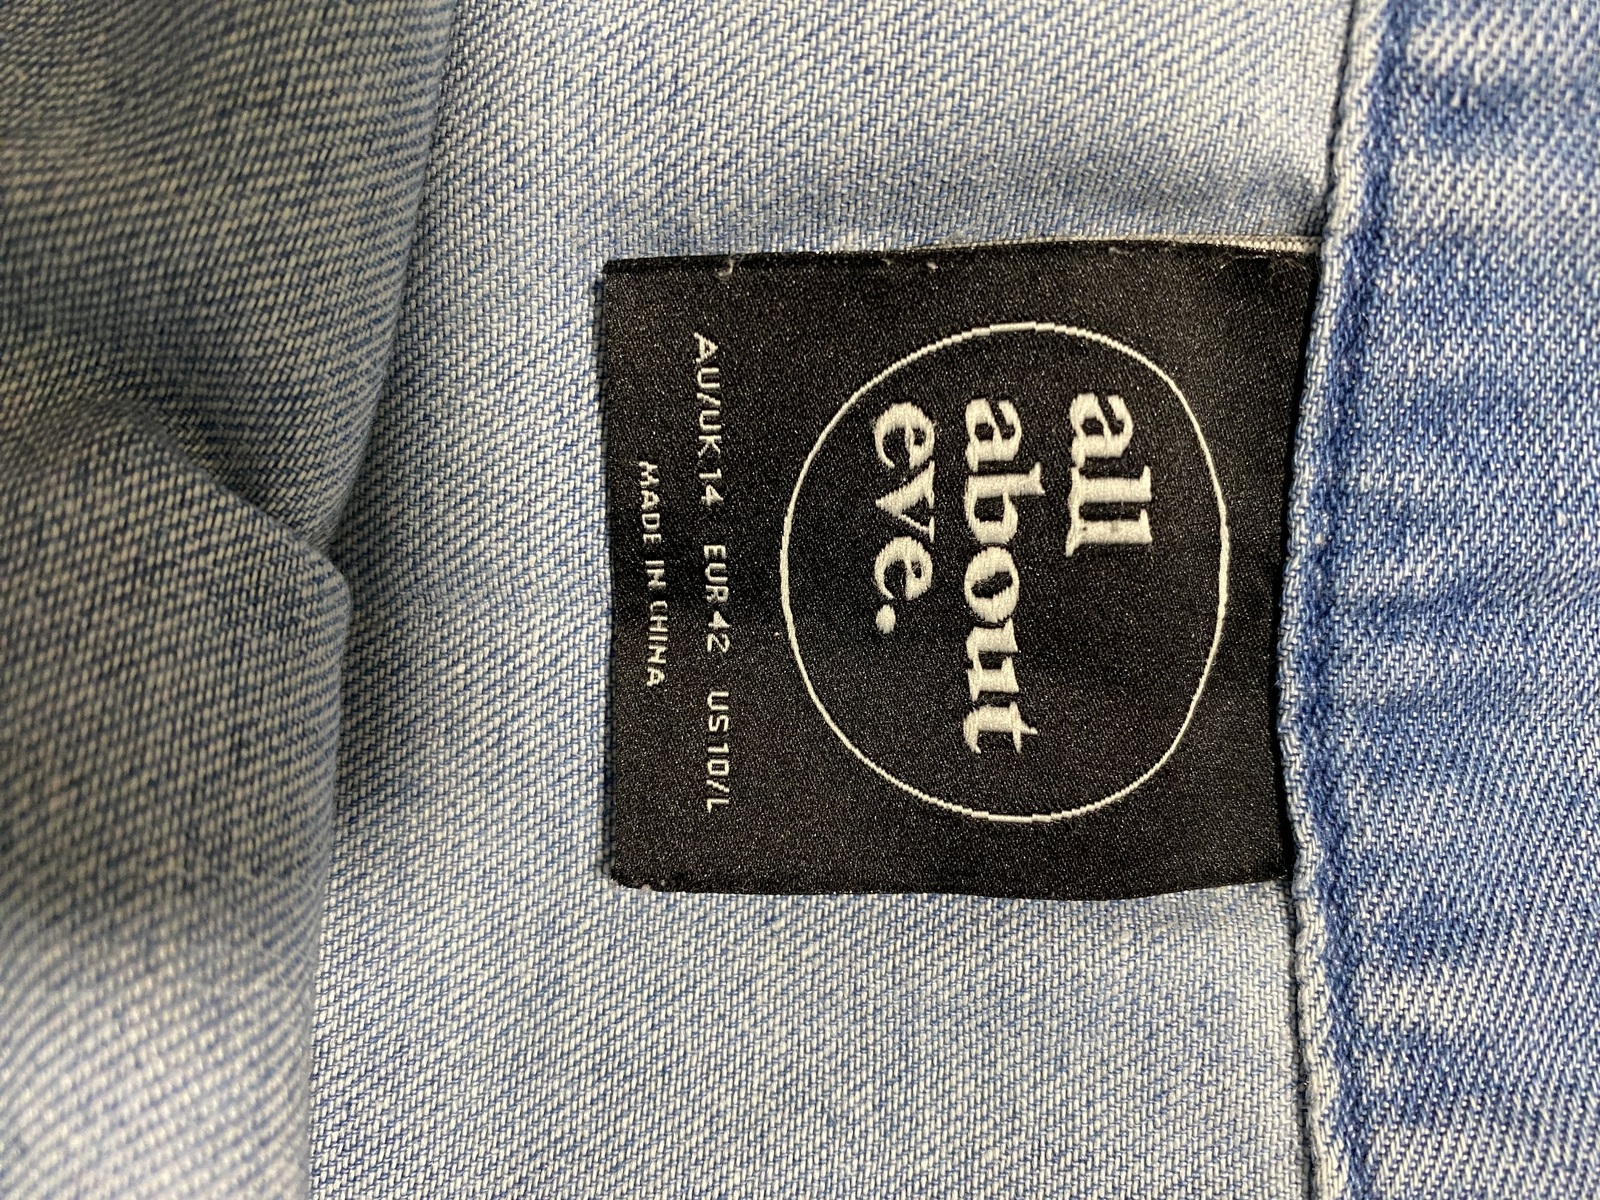 all
about
eve.
AU/UK 14 EUR 42 US 10/L
MADE IN CHINA